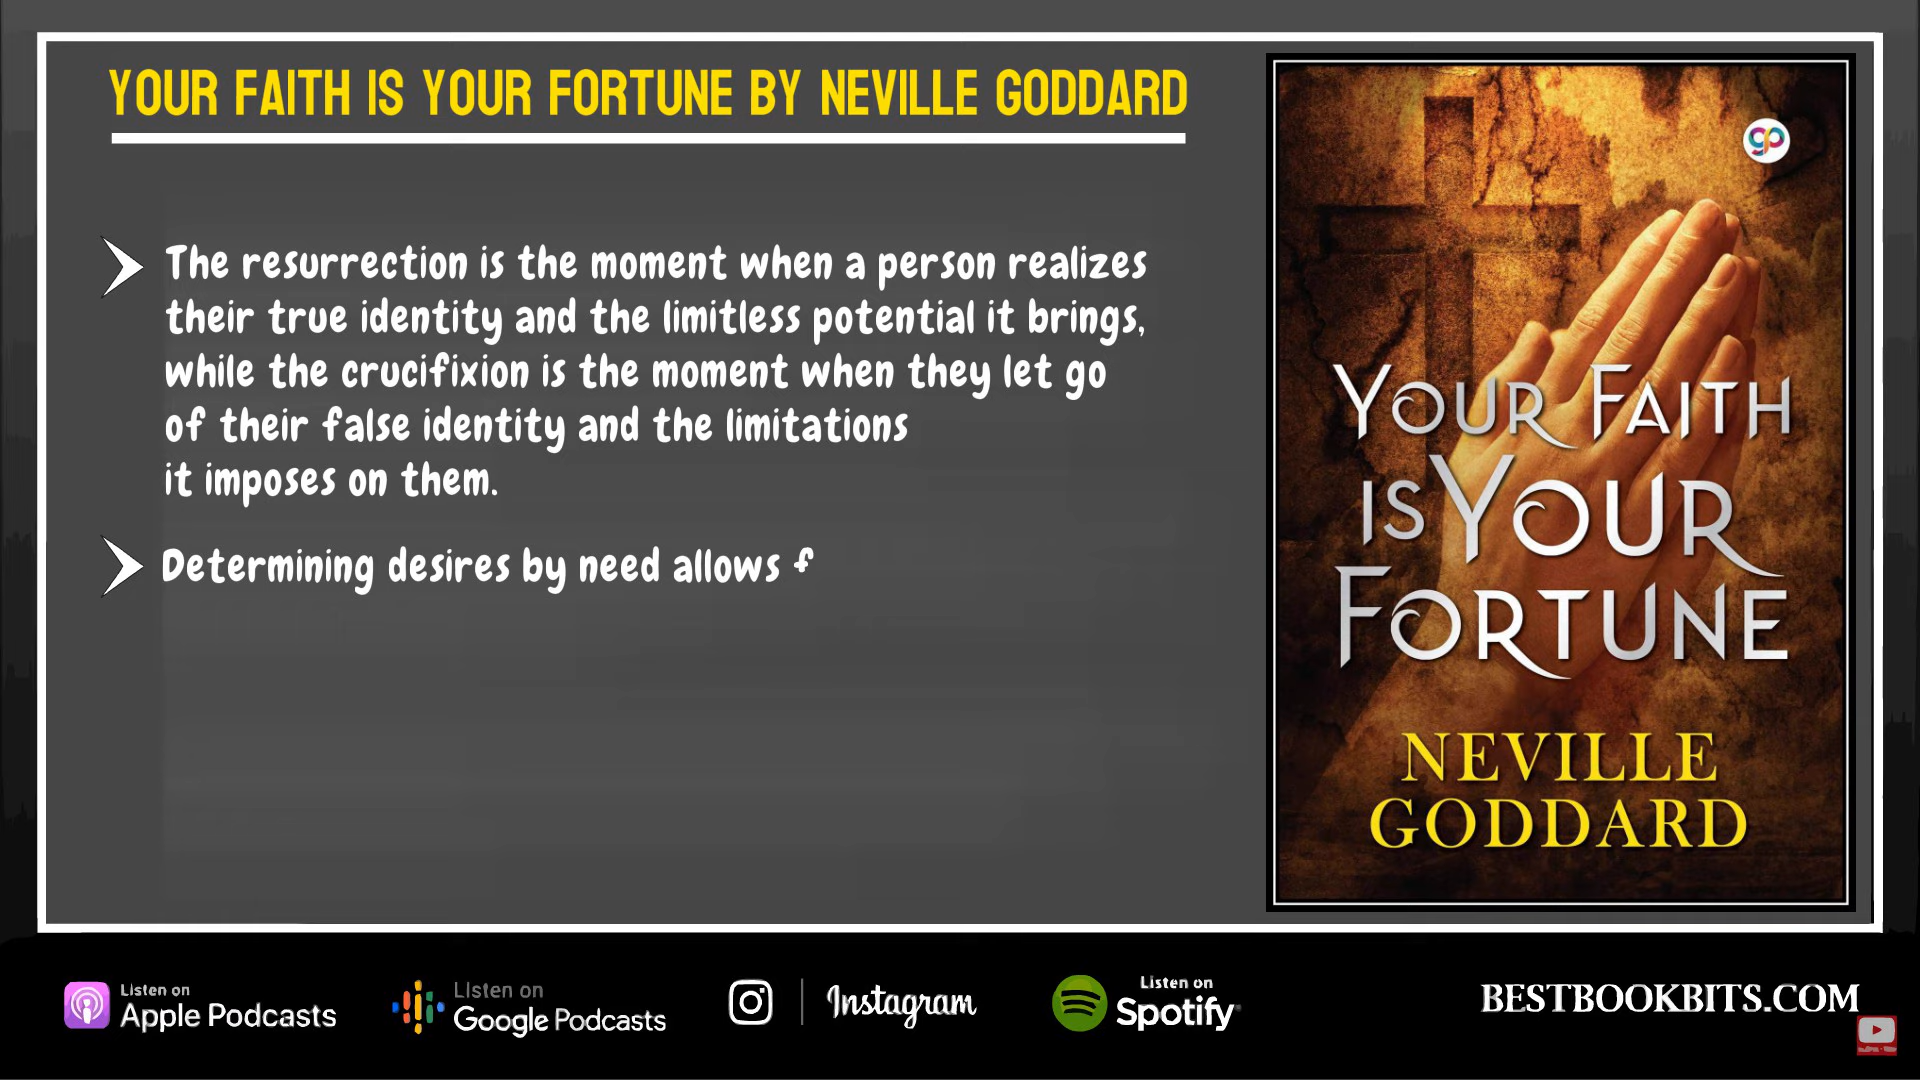 YOUR FAITH IS YOUR FORTUNE BY NEVILLE GODDARD
The resurrection is the moment when a person realizes
their true identity and the limitless potential it brings,
while the crucifixion is the moment when they let go
of their false identity and the limitations
it imposes on them.
Determining desires by need allows f
gp
YOUR FAITH
IS YOUR
FORTUNE
NEVILLE
GODDARD
Listen on
Apple Podcasts
Listen on
Google Podcasts
Instagram
Listen on
Spotify
BESTBOOKBITS.COM